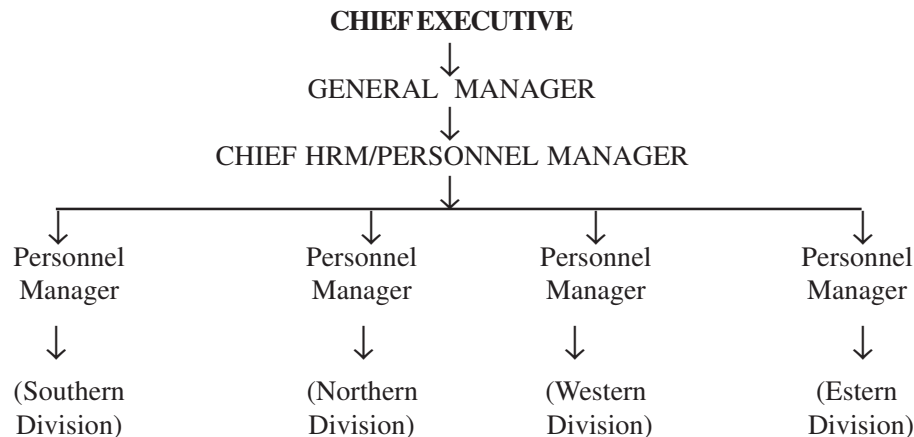 CHIEF EXECUTIVE
GENERAL MANAGER
CHIEF HRM/PERSONNEL MANAGER
Personnel Manager
Personnel Manager
Personnel Manager
Personnel Manager
(Southern Division)
(Northern Division)
(Western Division)
(Estern Division)